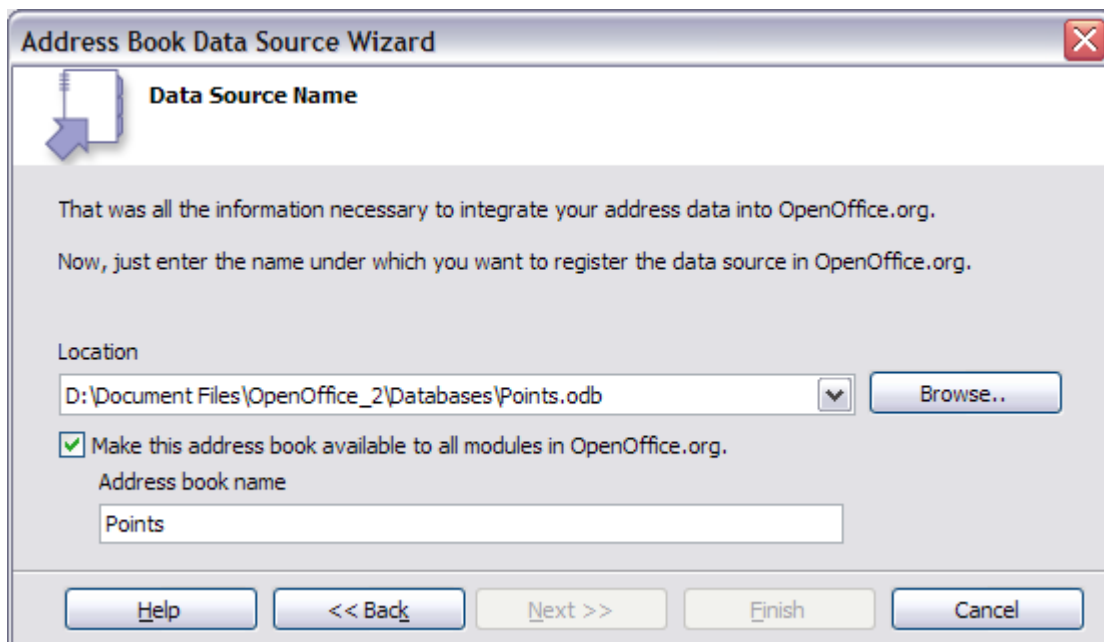 Address Book Data Source Wizard
Data Source Name
That was all the information necessary to integrate your address data into OpenOffice.org.
Now, just enter the name under which you want to register the data source in OpenOffice.org.
Location
D:\Document Files\OpenOffice_2\Databases\Points.odb
Browse..
Make this address book available to all modules in OpenOffice.org.
Address book name
Points
Help
<< Back
Next >>
Finish
Cancel